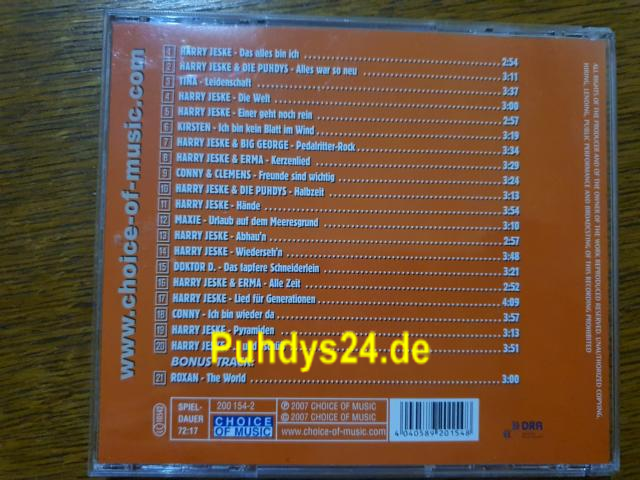 www.choice-of-music.com
1 HARRY JESKE - Das alles bin ich 2:54
2 HARRY JESKE & DIE PUHDYS - Alles war so neu 3:11
3 TINA - Leidenschaft 3:37
4 HARRY JESKE - Die Welt 3:00
5 HARRY JESKE - Einer geht noch rein 2:57
6 KIRSTEN - Ich bin kein Blatt im Wind 3:19
7 HARRY JESKE & BIG GEORGE - Pedalritter-Rock 3:34
8 HARRY JESKE & ERMA - Kerzenlied 3:29
9 CONNY & CLEMENS - Freunde sind wichtig 3:24
10 HARRY JESKE & DIE PUHDYS - Halbzeit 3:13
11 HARRY JESKE - Hände 3:54
12 MAXIE - Urlaub auf dem Meeresgrund 3:10
13 HARRY JESKE - Abhau'n 2:57
14 HARRY JESKE - Wiederseh'n 3:48
15 DOKTOR D. - Das tapfere Schneiderlein 3:21
16 HARRY JESKE & ERMA - Alle Zeit 2:52
17 HARRY JESKE - Lied für Generationen 4:09
18 CONNY - Ich bin wieder da 3:57
19 HARRY JESKE - Pyramiden 3:13
20 HARRY 3:51
Puhdys24.de
BONUS TRACK:
21 ROXAN - The World 3:00
ALL RIGHTS OF THE PRODUCER AND OF THE OWNER OF THE WORK REPRODUCED RESERVED. UNAUTHORIZED COPYING,
HIRING, LENDING, PUBLIC PERFORMANCE AND BROADCASTING OF THIS RECORDING PROHIBITED
SPIEL-
DAUER
72:17
200 154-2
CHOICE
OF MUSIC
℗ 2007 CHOICE OF MUSIC
© 2007 CHOICE OF MUSIC
www.choice-of-music.com
4 040589 201548
DRA